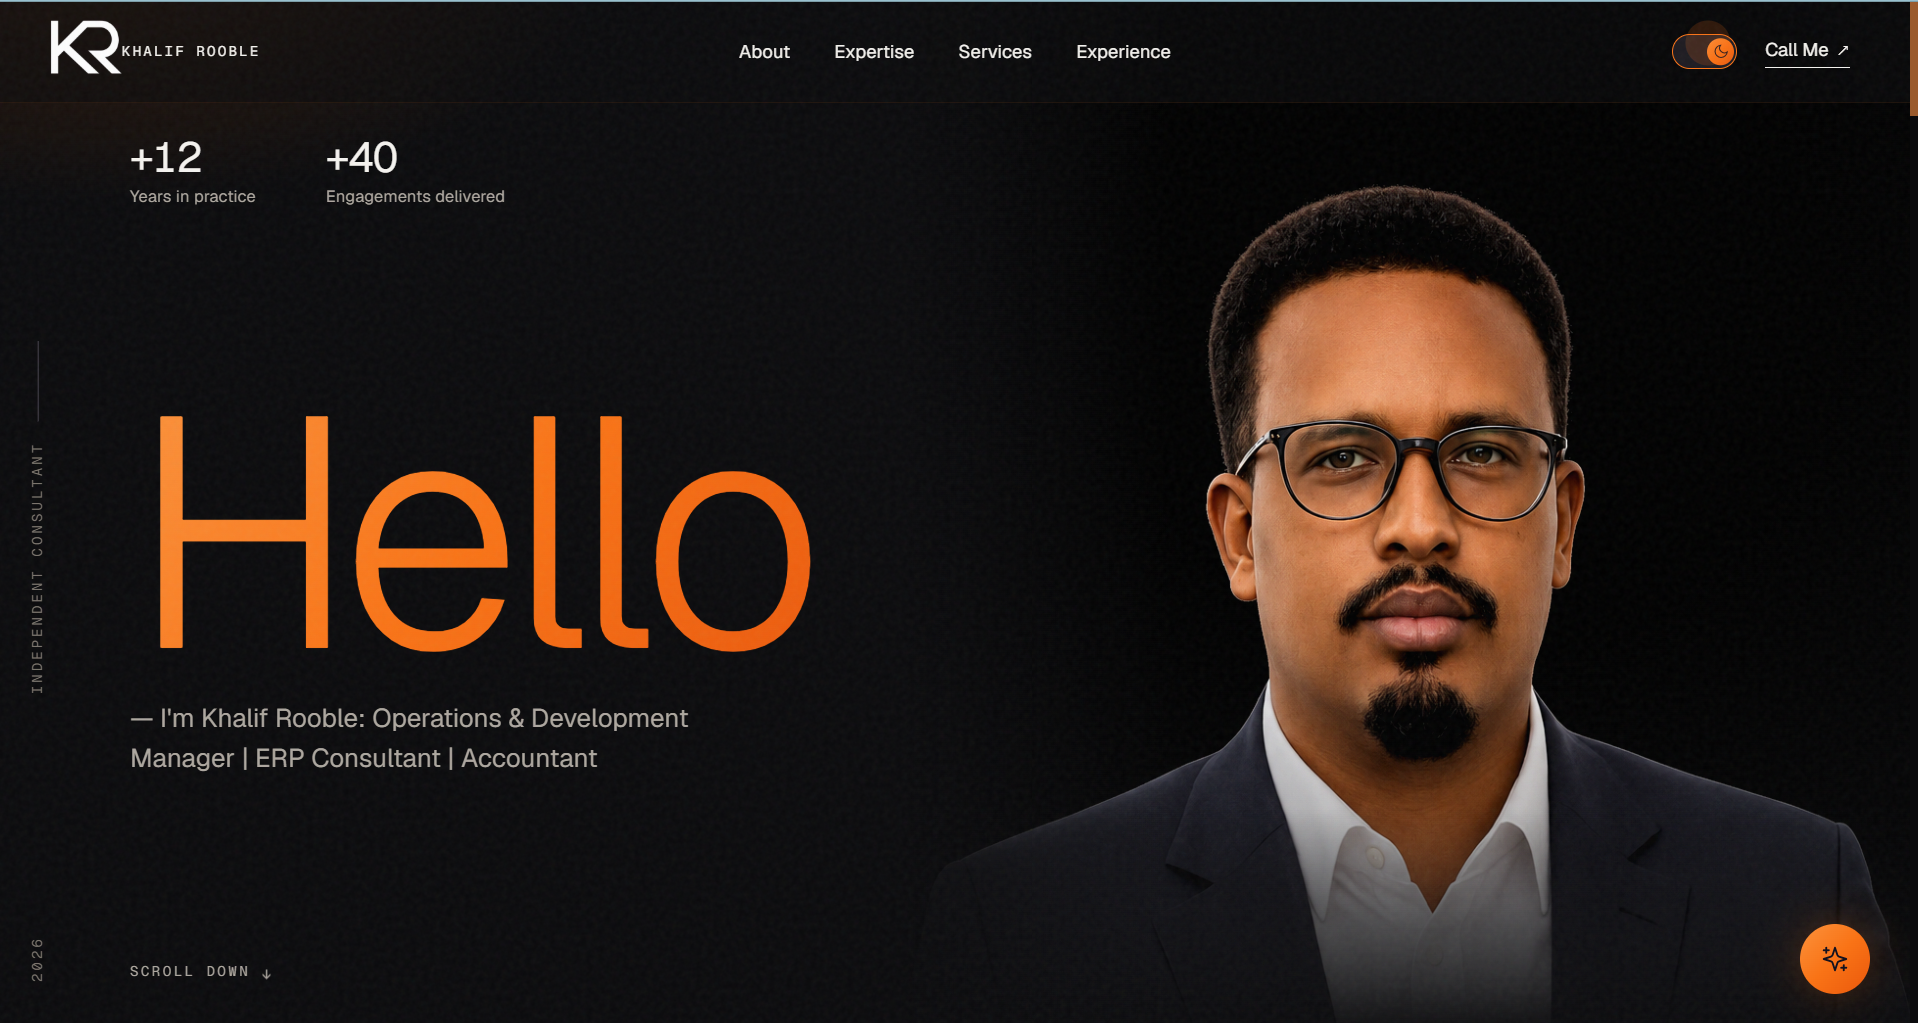 KR
KHALIF ROOBLE
About
Expertise
Services
Experience
Call Me ↗
+12
Years in practice
+40
Engagements delivered
INDEPENDENT CONSULTANT
Hello
— I'm Khalif Rooble: Operations & Development
Manager | ERP Consultant | Accountant
2026
SCROLL DOWN ↓